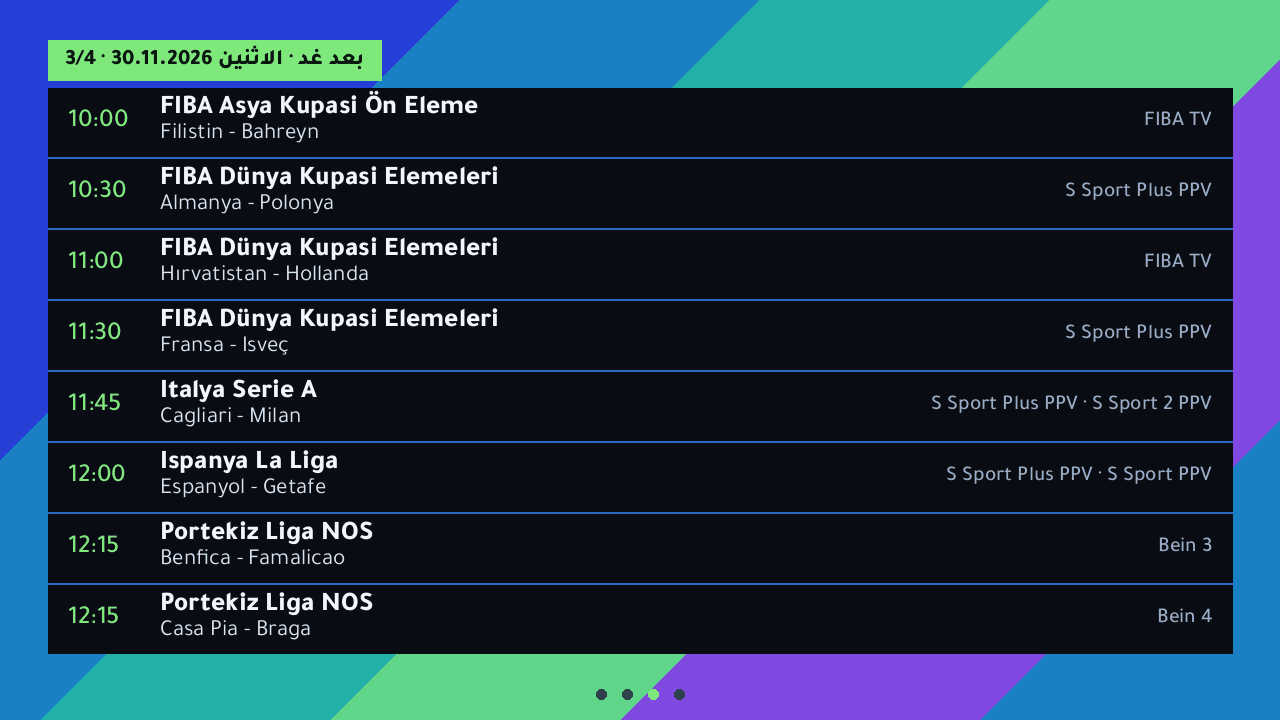 بعد غد · الاثنين 30.11.2026 · 3/4
10:00
FIBA Asya Kupasi Ön Eleme
Filistin - Bahreyn
FIBA TV
10:30
FIBA Dünya Kupasi Elemeleri
Almanya - Polonya
S Sport Plus PPV
11:00
FIBA Dünya Kupasi Elemeleri
Hırvatistan - Hollanda
FIBA TV
11:30
FIBA Dünya Kupasi Elemeleri
Fransa - Isveç
S Sport Plus PPV
11:45
Italya Serie A
Cagliari - Milan
S Sport Plus PPV · S Sport 2 PPV
12:00
Ispanya La Liga
Espanyol - Getafe
S Sport Plus PPV · S Sport PPV
12:15
Portekiz Liga NOS
Benfica - Famalicao
Bein 3
12:15
Portekiz Liga NOS
Casa Pia - Braga
Bein 4